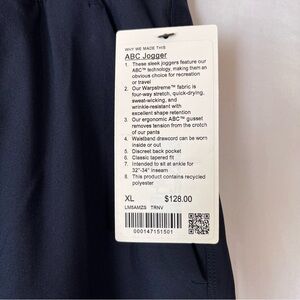 WHY WE MADE THIS
ABC Jogger
1. These sleek joggers feature our
ABC™ technology, making them an
obvious choice for recreation
or travel
2. Our Warpstreme™ fabric is
four-way stretch, quick-drying,
sweat-wicking, and
wrinkle-resistant with
excellent shape retention
3. Our ergonomic ABC™ gusset
removes tension from the crotch
of our pants
4. Waistband drawcord can be worn
inside or out
5. Discreet back pocket
6. Classic tapered fit
7. Intended to sit at ankle for
32"-34" inseam
8. This product contains recycled
polyester
XL $128.00
LM5AMZS TRNV
000147151501